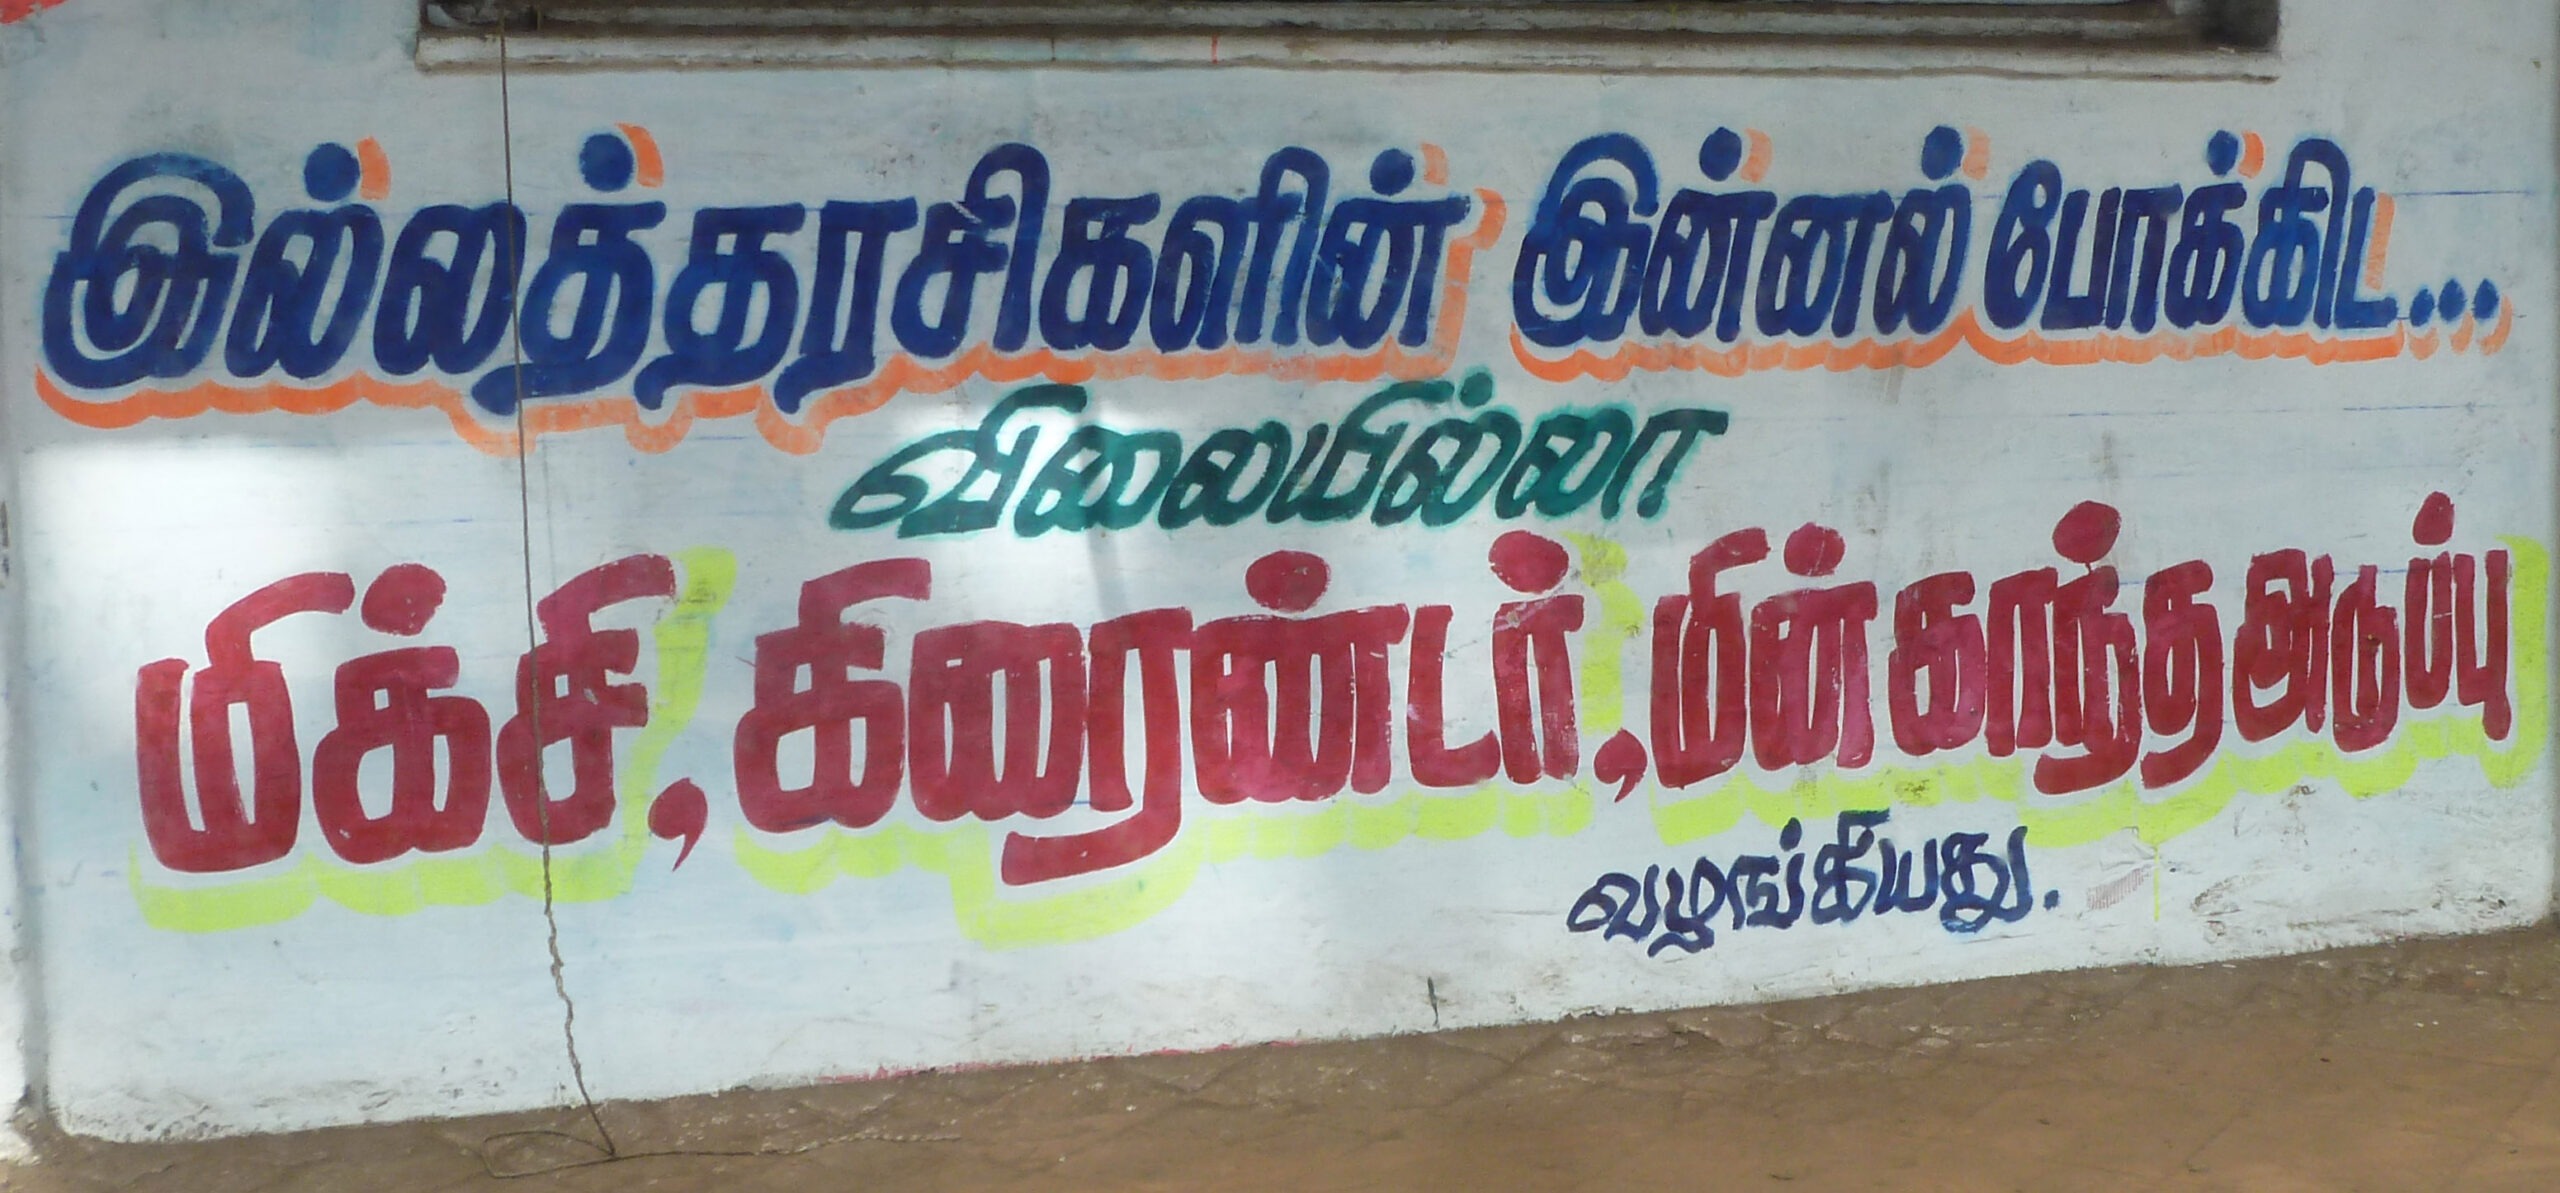 இல்லத்தரசிகளின் இன்னல் போக்கிட...
விலையில்லா
மிக்சி, கிரைண்டர், மின் காந்த அடுப்பு
வழங்கியது.